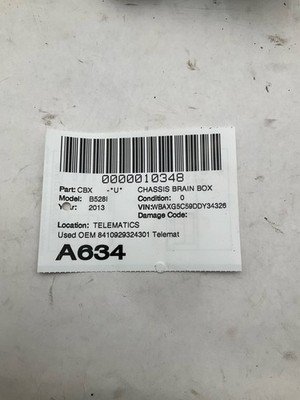 0000010348
Part: CBX -*U* CHASSIS BRAIN BOX
Model: B528I Condition: 0
Year: 2013 VIN:WBAXG5C59DDY34326
Damage Code:
Location: TELEMATICS
Used OEM 8410929324301 Telemat
A634